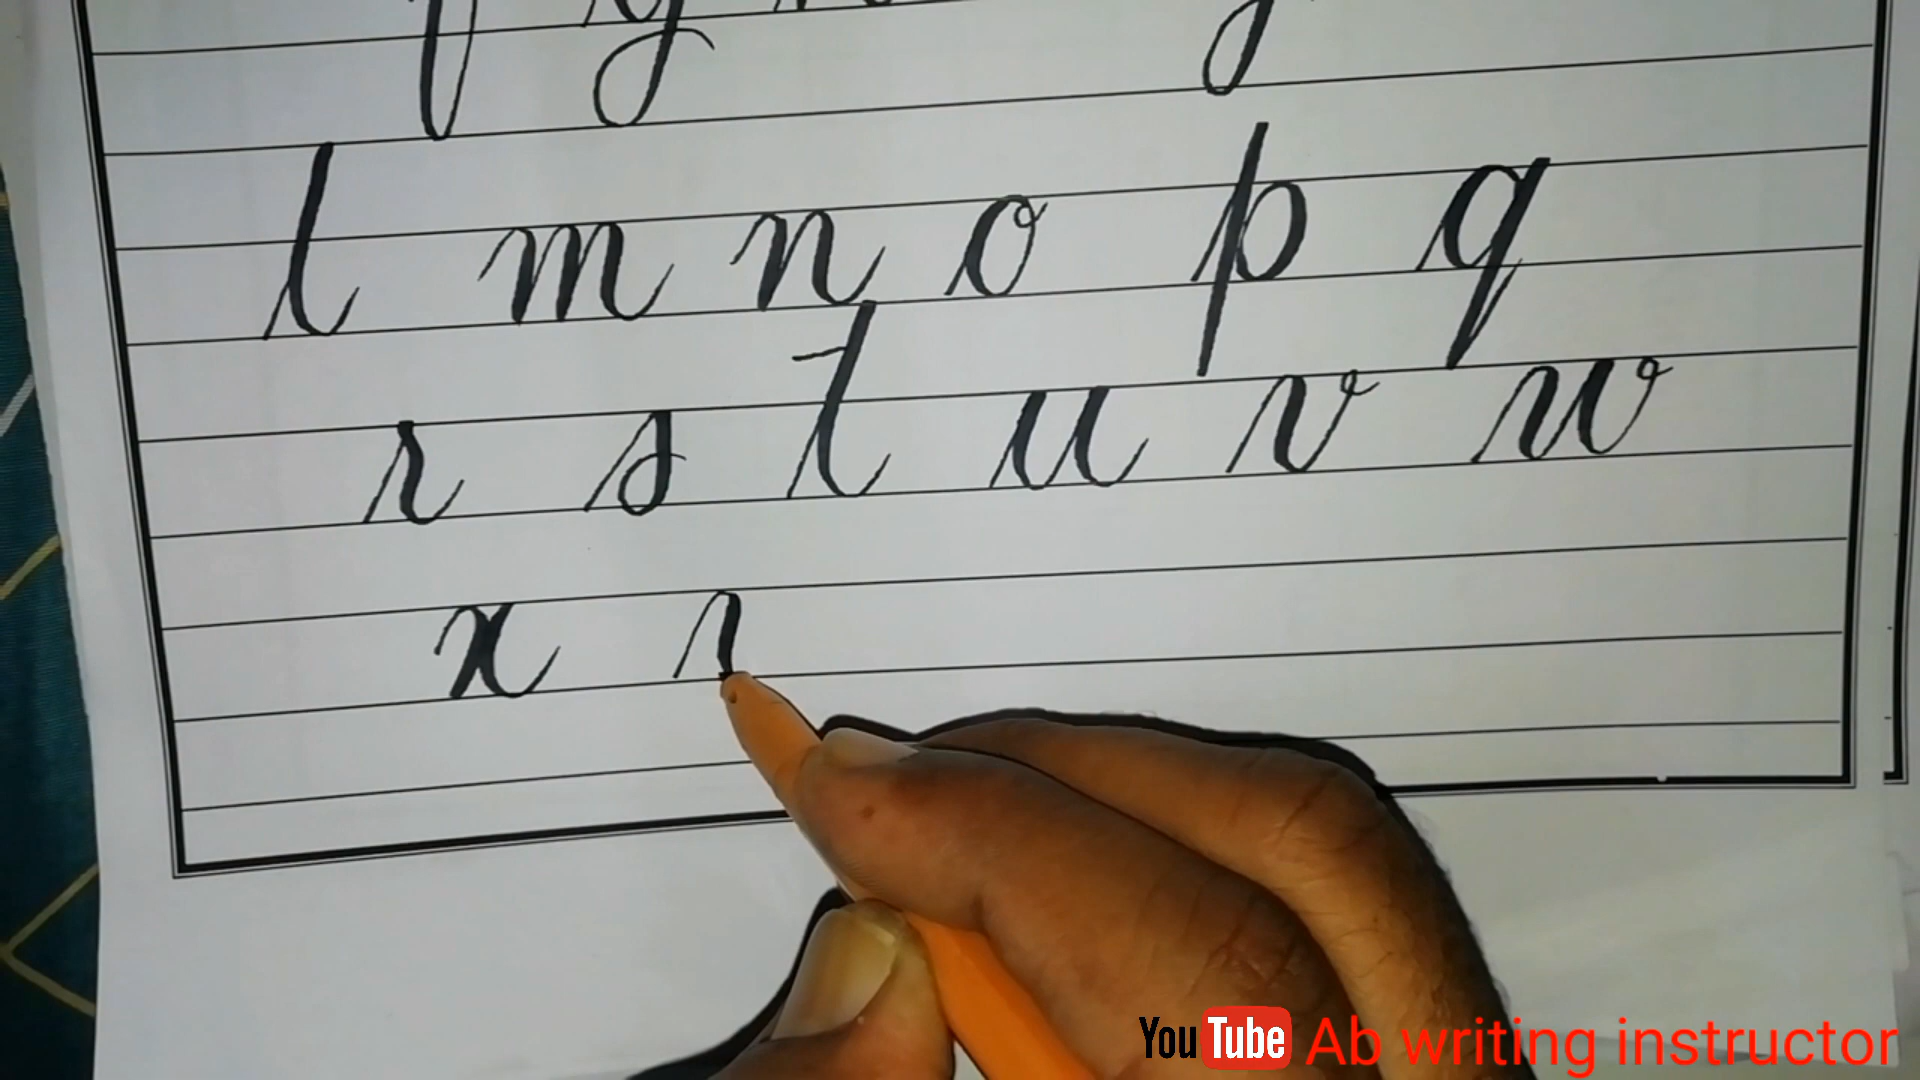 l m n o p q
r s t u v w
x
YouTube Ab writing instructor